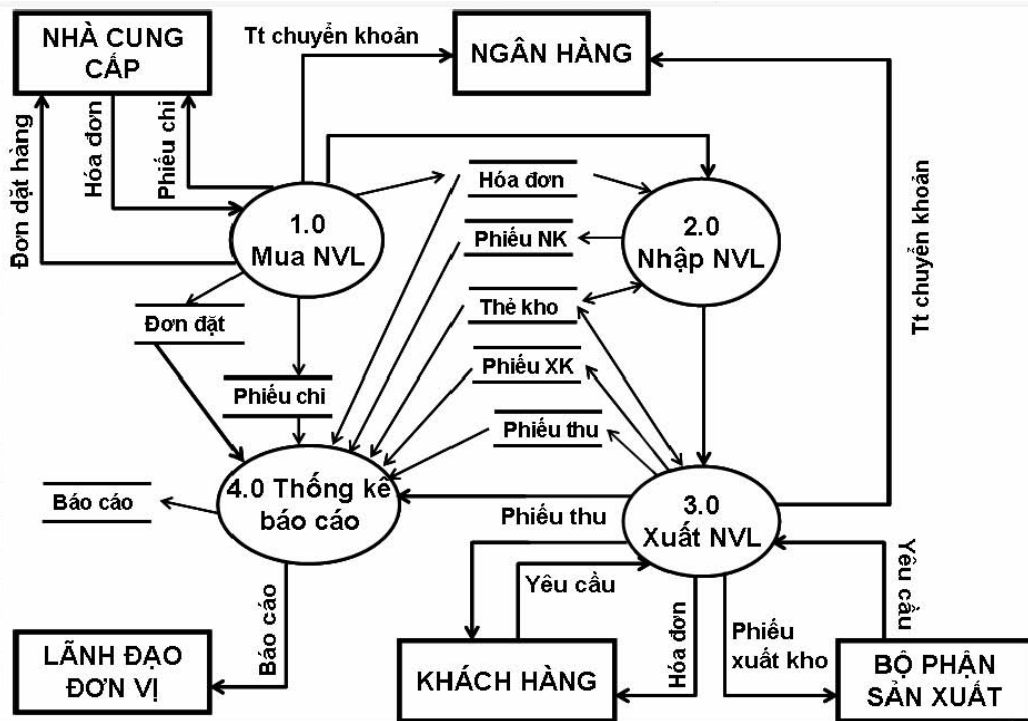 NHÀ CUNG
CẤP
Tt chuyển khoản
NGÂN HÀNG
Đơn dặt hàng
Hóa đơn
Phiếu chi
Hóa đơn
1.0
Mua NVL
Phiếu NK
2.0
Nhập NVL
Tt chuyển khoản
Thẻ kho
Đơn đặt
Phiếu XK
Phiếu chi
Phiếu thu
4.0 Thống kê
báo cáo
Báo cáo
Phiếu thu
3.0
Xuất NVL
Yêu cầu
Yêu cầu
Báo cáo
Hóa đơn
Phiếu
xuất kho
LÃNH ĐẠO
ĐƠN VỊ
KHÁCH HÀNG
BỘ PHẬN
SẢN XUẤT